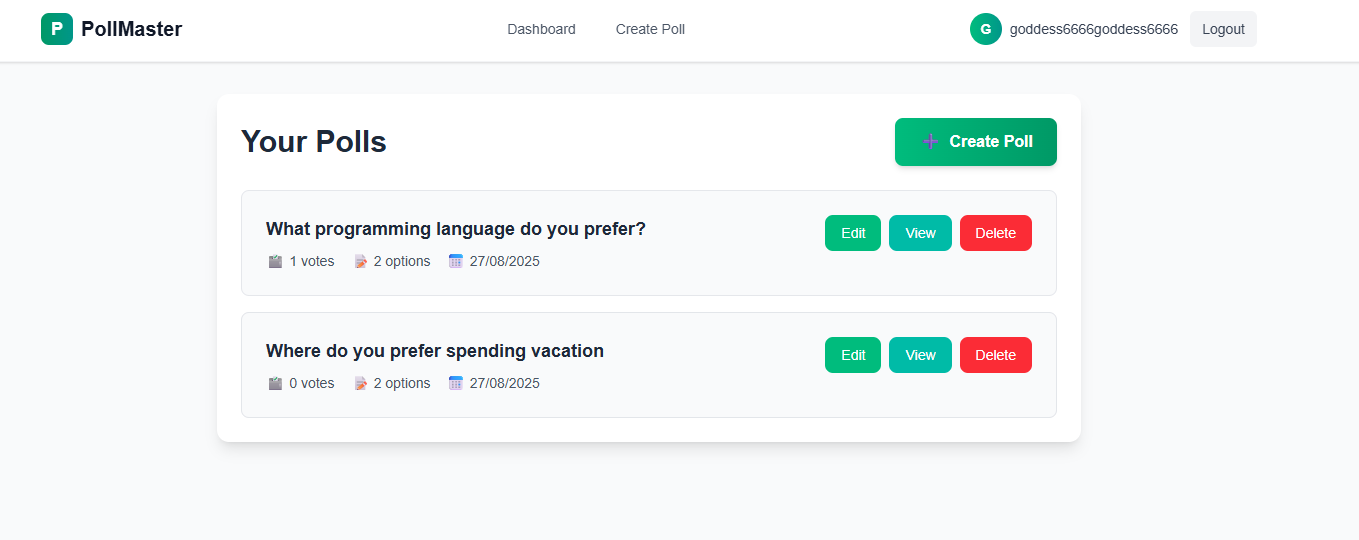 P PollMaster Dashboard Create Poll G goddess6666goddess6666 Logout
Your Polls Create Poll
What programming language do you prefer? Edit View Delete
1 votes 2 options 27/08/2025
Where do you prefer spending vacation Edit View Delete
0 votes 2 options 27/08/2025